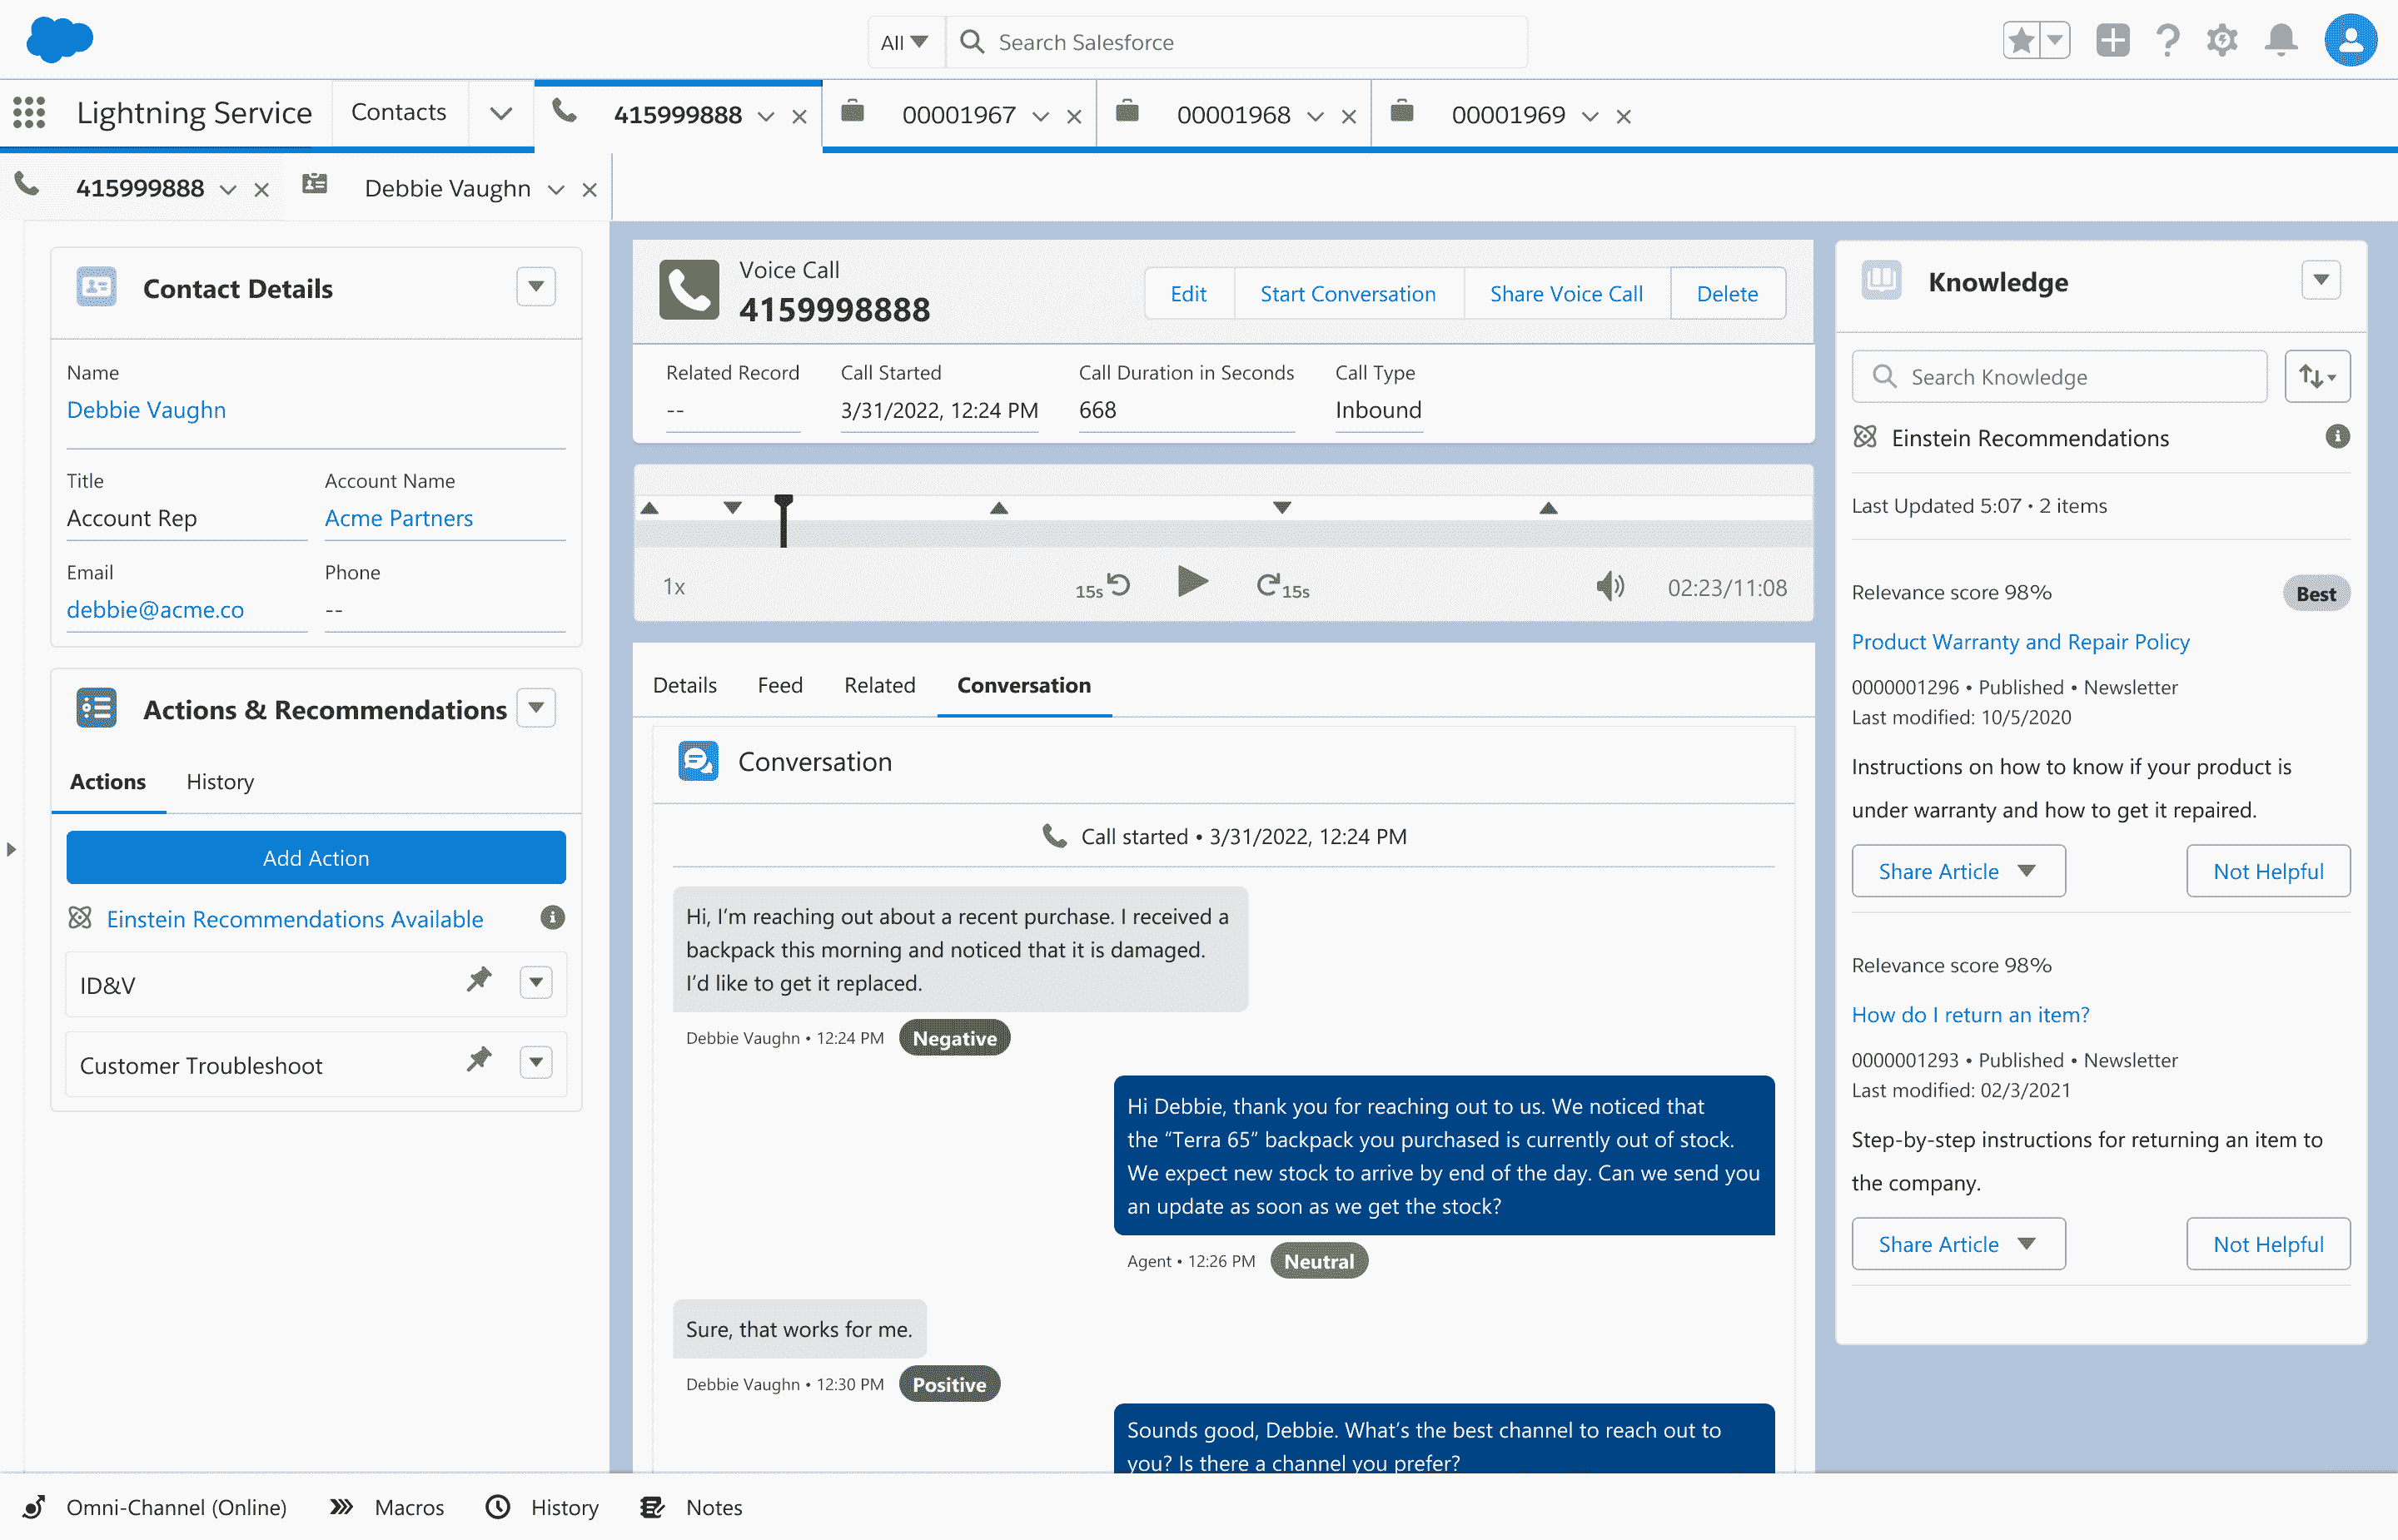 All
Search Salesforce
Lightning Service
Contacts
415999888
00001967
00001968
00001969
415999888
Debbie Vaughn
Contact Details
Name
Debbie Vaughn
Title
Account Name
Account Rep
Acme Partners
Email
Phone
debbie@acme.co
--
Actions & Recommendations
Actions
History
Add Action
Einstein Recommendations Available
ID&V
Customer Troubleshoot
Voice Call
4159998888
Edit
Start Conversation
Share Voice Call
Delete
Related Record
Call Started
Call Duration in Seconds
Call Type
--
3/31/2022, 12:24 PM
668
Inbound
1x
15s
15s
02:23/11:08
Details
Feed
Related
Conversation
Conversation
Call started • 3/31/2022, 12:24 PM
Hi, I’m reaching out about a recent purchase. I received a
backpack this morning and noticed that it is damaged.
I’d like to get it replaced.
Debbie Vaughn • 12:24 PM
Negative
Hi Debbie, thank you for reaching out to us. We noticed that
the “Terra 65” backpack you purchased is currently out of stock.
We expect new stock to arrive by end of the day. Can we send you
an update as soon as we get the stock?
Agent • 12:26 PM
Neutral
Sure, that works for me.
Debbie Vaughn • 12:30 PM
Positive
Sounds good, Debbie. What’s the best channel to reach out to
you? Is there a channel you prefer?
Knowledge
Search Knowledge
Einstein Recommendations
Last Updated 5:07 • 2 items
Relevance score 98%
Best
Product Warranty and Repair Policy
0000001296 • Published • Newsletter
Last modified: 10/5/2020
Instructions on how to know if your product is
under warranty and how to get it repaired.
Share Article
Not Helpful
Relevance score 98%
How do I return an item?
0000001293 • Published • Newsletter
Last modified: 02/3/2021
Step-by-step instructions for returning an item to
the company.
Share Article
Not Helpful
Omni-Channel (Online)
Macros
History
Notes